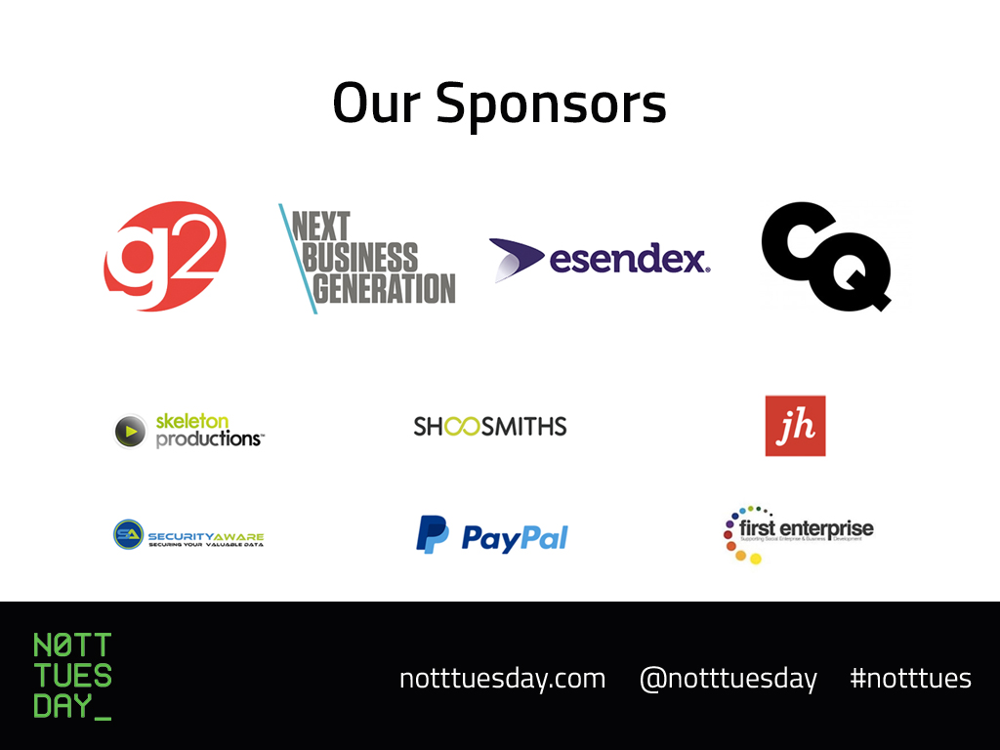 Our Sponsors
g2
NEXT
BUSINESS
GENERATION
esendex®
CQ
skeleton
productions™
SHOOSMITHS
jh
SA
SECURITYAWARE
SECURING YOUR VALUABLE DATA
PayPal
first enterprise
Supporting Social Enterprise & Business Development
NØTT
TUES
DAY_
notttuesday.com @notttuesday #notttues